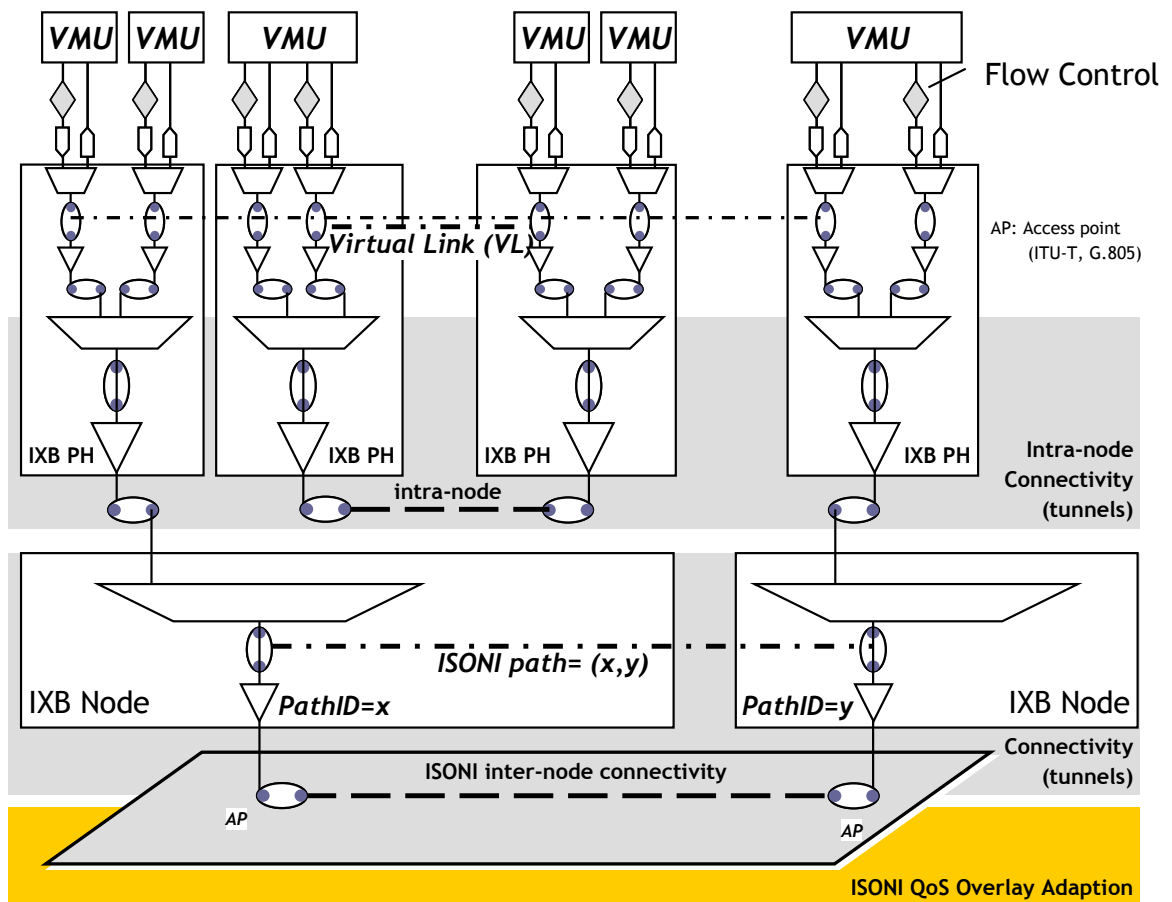 VMU
VMU
VMU
VMU
VMU
VMU
Flow Control
AP: Access point
(ITU-T, G.805)
Virtual Link (VL)
IXB PH
IXB PH
IXB PH
IXB PH
intra-node
Intra-node
Connectivity
(tunnels)
ISONI path= (x,y)
IXB Node
PathID=x
PathID=y
IXB Node
Connectivity
(tunnels)
ISONI inter-node connectivity
AP
AP
ISONI QoS Overlay Adaption